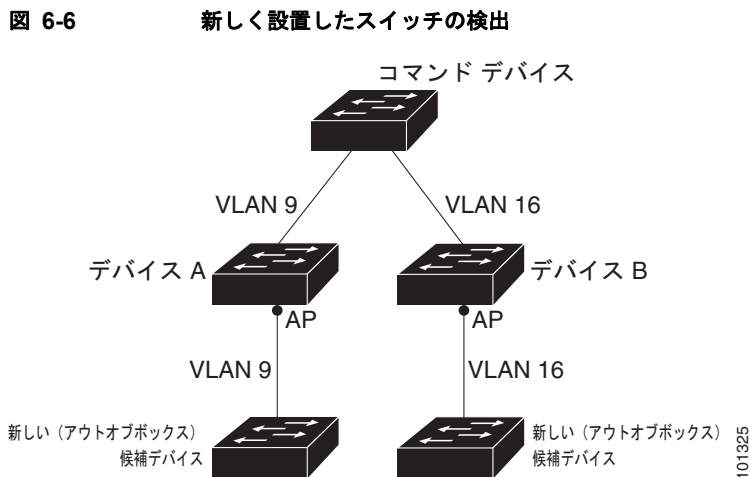 図 6-6 新しく設置したスイッチの検出
コマンド デバイス
VLAN 9
VLAN 16
デバイス A
デバイス B
AP
AP
VLAN 9
VLAN 16
新しい（アウトオブボックス）
候補デバイス
新しい（アウトオブボックス）
候補デバイス
101325